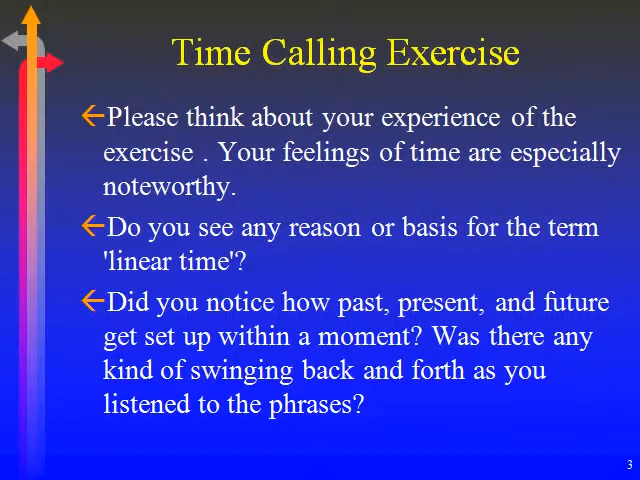 Time Calling Exercise
Please think about your experience of the
exercise . Your feelings of time are especially
noteworthy.
Do you see any reason or basis for the term
'linear time'?
Did you notice how past, present, and future
get set up within a moment? Was there any
kind of swinging back and forth as you
listened to the phrases?
3